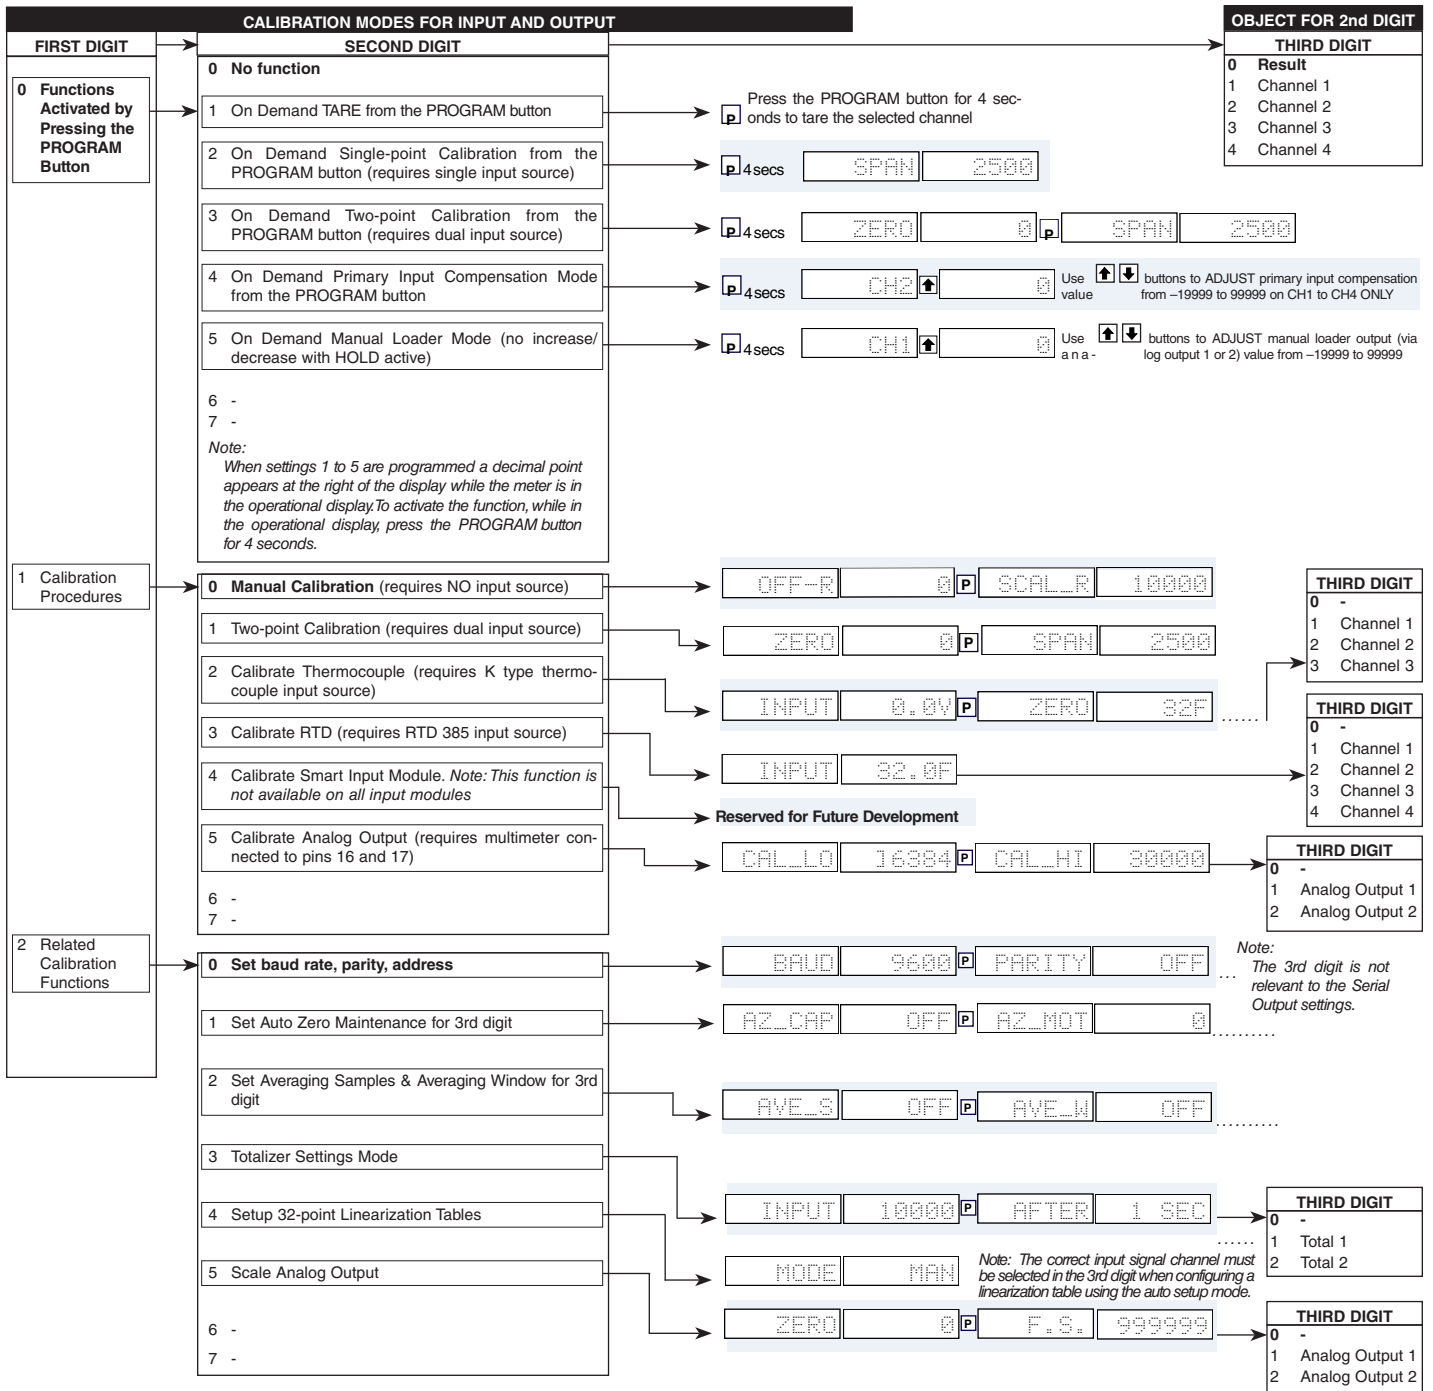 CALIBRATION MODES FOR INPUT AND OUTPUT
OBJECT FOR 2nd DIGIT
FIRST DIGIT
SECOND DIGIT
THIRD DIGIT
0 Result
1 Channel 1
2 Channel 2
3 Channel 3
4 Channel 4
0 Functions
Activated by
Pressing the
PROGRAM
Button
0 No function
1 On Demand TARE from the PROGRAM button
P
Press the PROGRAM button for 4 sec-
onds to tare the selected channel
2 On Demand Single-point Calibration from the
PROGRAM button (requires single input source)
P 4 secs SPAN 2500
3 On Demand Two-point Calibration from the
PROGRAM button (requires dual input source)
P 4 secs ZERO 0 P SPAN 2500
4 On Demand Primary Input Compensation Mode
from the PROGRAM button
P 4 secs CH2 0
Use buttons to ADJUST primary input compensation
value from –19999 to 99999 on CH1 to CH4 ONLY
5 On Demand Manual Loader Mode (no increase/
decrease with HOLD active)
P 4 secs CH1 0
Use buttons to ADJUST manual loader output (via
ana- log output 1 or 2) value from –19999 to 99999
6 -
7 -
Note:
When settings 1 to 5 are programmed a decimal point
appears at the right of the display while the meter is in
the operational display.To activate the function, while in
the operational display, press the PROGRAM button
for 4 seconds.
1 Calibration
Procedures
0 Manual Calibration (requires NO input source)
OFF-R 0 P SCAL_R 10000
1 Two-point Calibration (requires dual input source)
ZERO 0 P SPAN 2500
2 Calibrate Thermocouple (requires K type thermo-
couple input source)
INPUT 0.0V P ZERO 32F ......
THIRD DIGIT
0 -
1 Channel 1
2 Channel 2
3 Channel 3
3 Calibrate RTD (requires RTD 385 input source)
INPUT 32.0F
THIRD DIGIT
0 -
1 Channel 1
2 Channel 2
3 Channel 3
4 Channel 4
4 Calibrate Smart Input Module. Note: This function is
not available on all input modules
Reserved for Future Development
5 Calibrate Analog Output (requires multimeter con-
nected to pins 16 and 17)
CAL_LO 16384 P CAL_HI 30000
THIRD DIGIT
0 -
1 Analog Output 1
2 Analog Output 2
6 -
7 -
2 Related
Calibration
Functions
0 Set baud rate, parity, address
BAUD 9600 P PARITY OFF ...
Note:
The 3rd digit is not
relevant to the Serial
Output settings.
1 Set Auto Zero Maintenance for 3rd digit
AZ_CAP OFF P AZ_MOT 0 ..........
2 Set Averaging Samples & Averaging Window for 3rd
digit
AVE_S OFF P AVE_W OFF ..........
3 Totalizer Settings Mode
INPUT 10000 P AFTER 1 SEC ......
THIRD DIGIT
0 -
1 Total 1
2 Total 2
4 Setup 32-point Linearization Tables
MODE MAN
Note: The correct input signal channel must
be selected in the 3rd digit when configuring a
linearization table using the auto setup mode.
5 Scale Analog Output
ZERO 0 P F.S. 999999
THIRD DIGIT
0 -
1 Analog Output 1
2 Analog Output 2
6 -
7 -